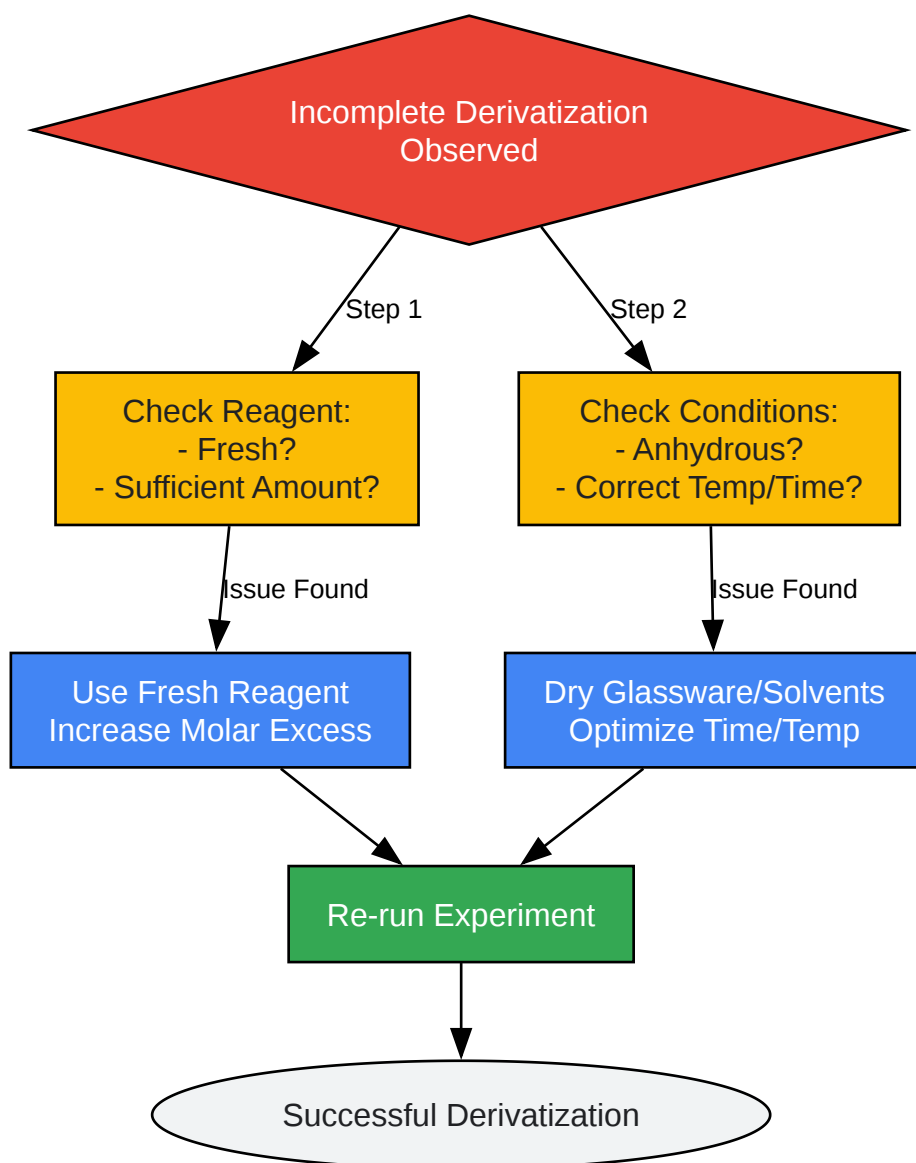 Incomplete Derivatization
Observed
Step 1
Step 2
Check Reagent:
- Fresh?
- Sufficient Amount?
Check Conditions:
- Anhydrous?
- Correct Temp/Time?
Issue Found
Issue Found
Use Fresh Reagent
Increase Molar Excess
Dry Glassware/Solvents
Optimize Time/Temp
Re-run Experiment
Successful Derivatization